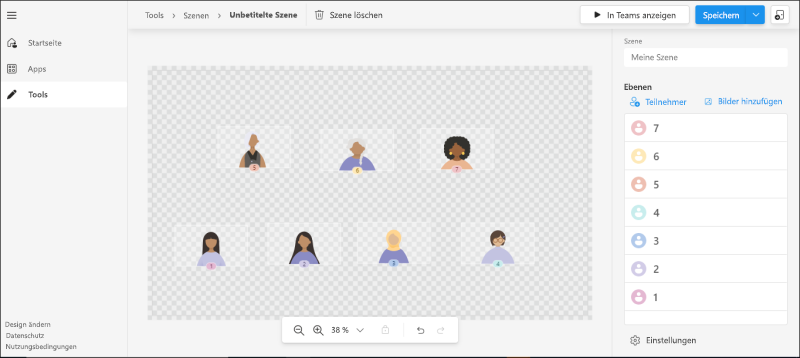 Tools > Szenen > Unbetitelte Szene Szene löschen
In Teams anzeigen
Speichern
Startseite
Apps
Tools
Design ändern
Datenschutz
Nutzungsbedingungen
5 6 7
1 2 3 4
38 %
Szene
Meine Szene
Ebenen
Teilnehmer Bilder hinzufügen
7
6
5
4
3
2
1
Einstellungen